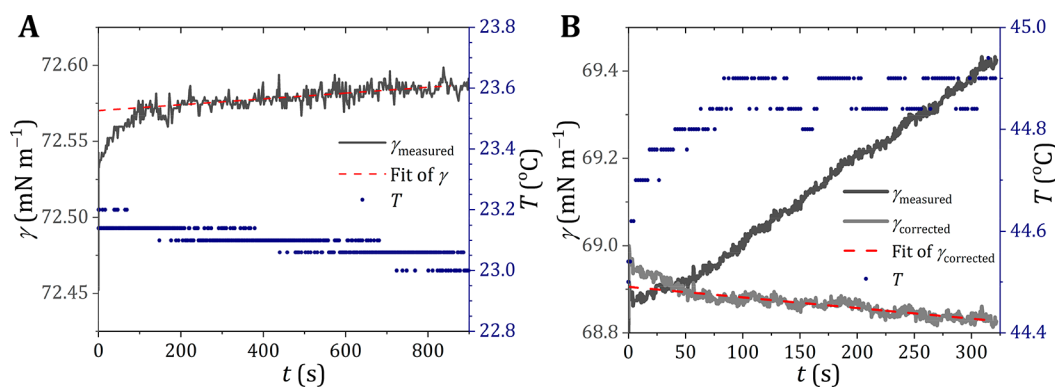 A
72.60
72.55
72.50
72.45
γ (mN m⁻¹)
0 200 400 600 800
t (s)
24.0
23.8
23.6
23.4
23.2
23.0
22.8
T (°C)
γmeasured
Fit of γ
T
B
69.4
69.2
69.0
68.8
γ (mN m⁻¹)
0 50 100 150 200 250 300
t (s)
45.0
44.8
44.6
44.4
T (°C)
γmeasured
γcorrected
Fit of γcorrected
T